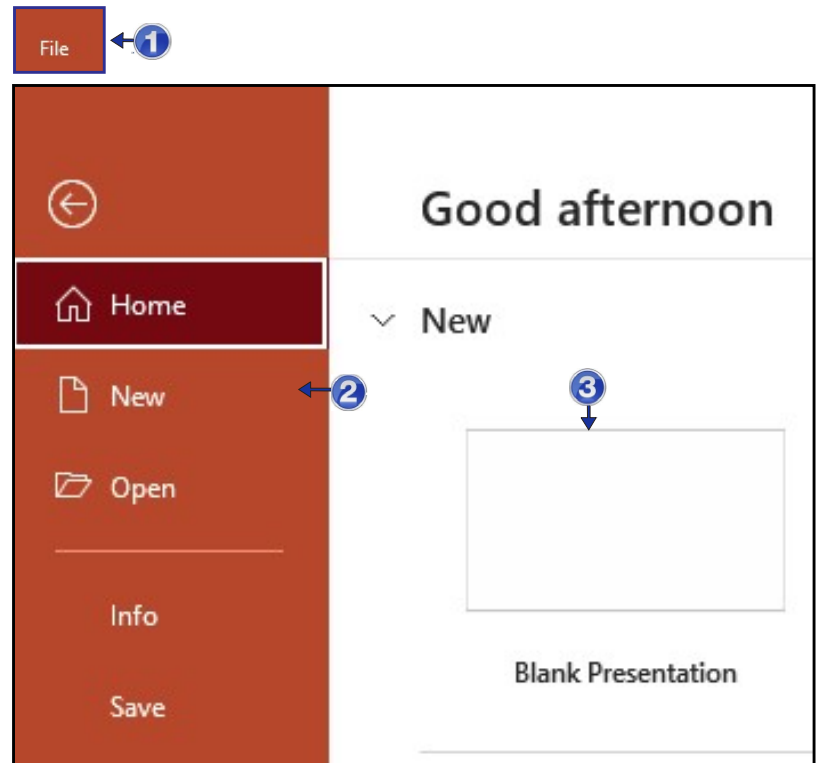 File
1
Good afternoon
Home
New
New
2
3
Open
Info
Blank Presentation
Save